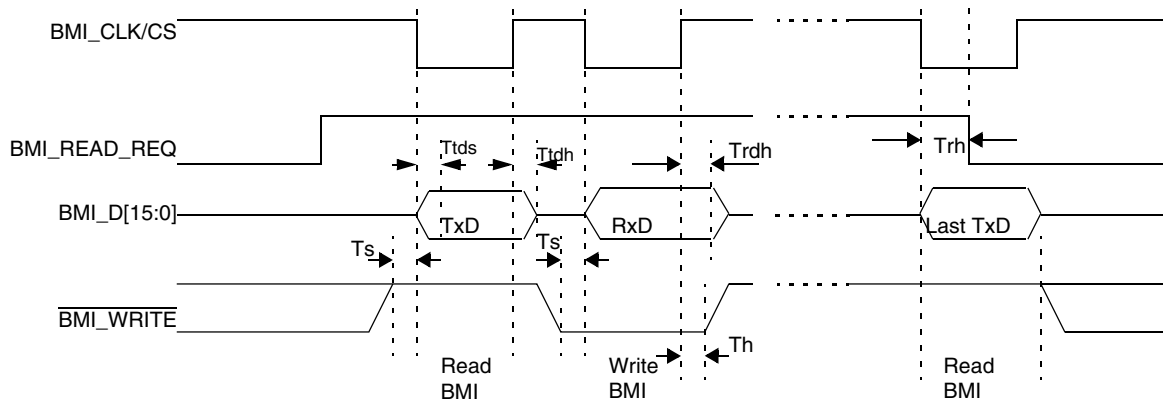 BMI_CLK/CS
BMI_READ_REQ
Ttds
Ttdh
Trdh
Trh
BMI_D[15:0]
TxD
RxD
Last TxD
Ts
Ts
BMI_WRITE
Th
Read
BMI
Write
BMI
Read
BMI